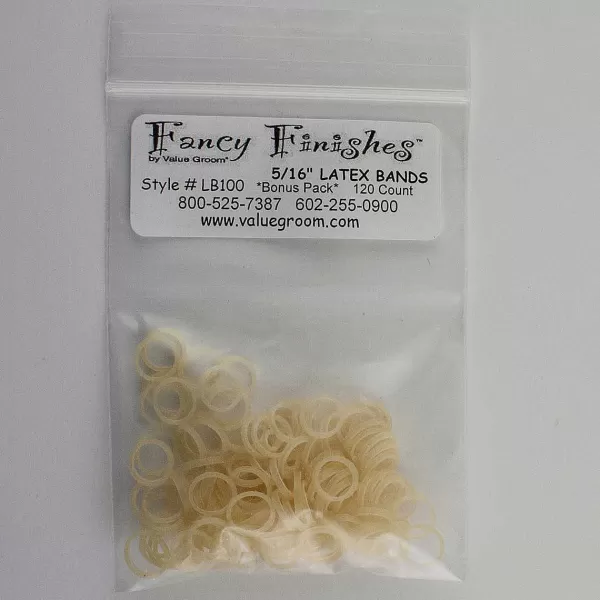 Fancy Finishes™
by Value Groom®
5/16" LATEX BANDS
Style # LB100 *Bonus Pack* 120 Count
800-525-7387 602-255-0900
www.valuegroom.com